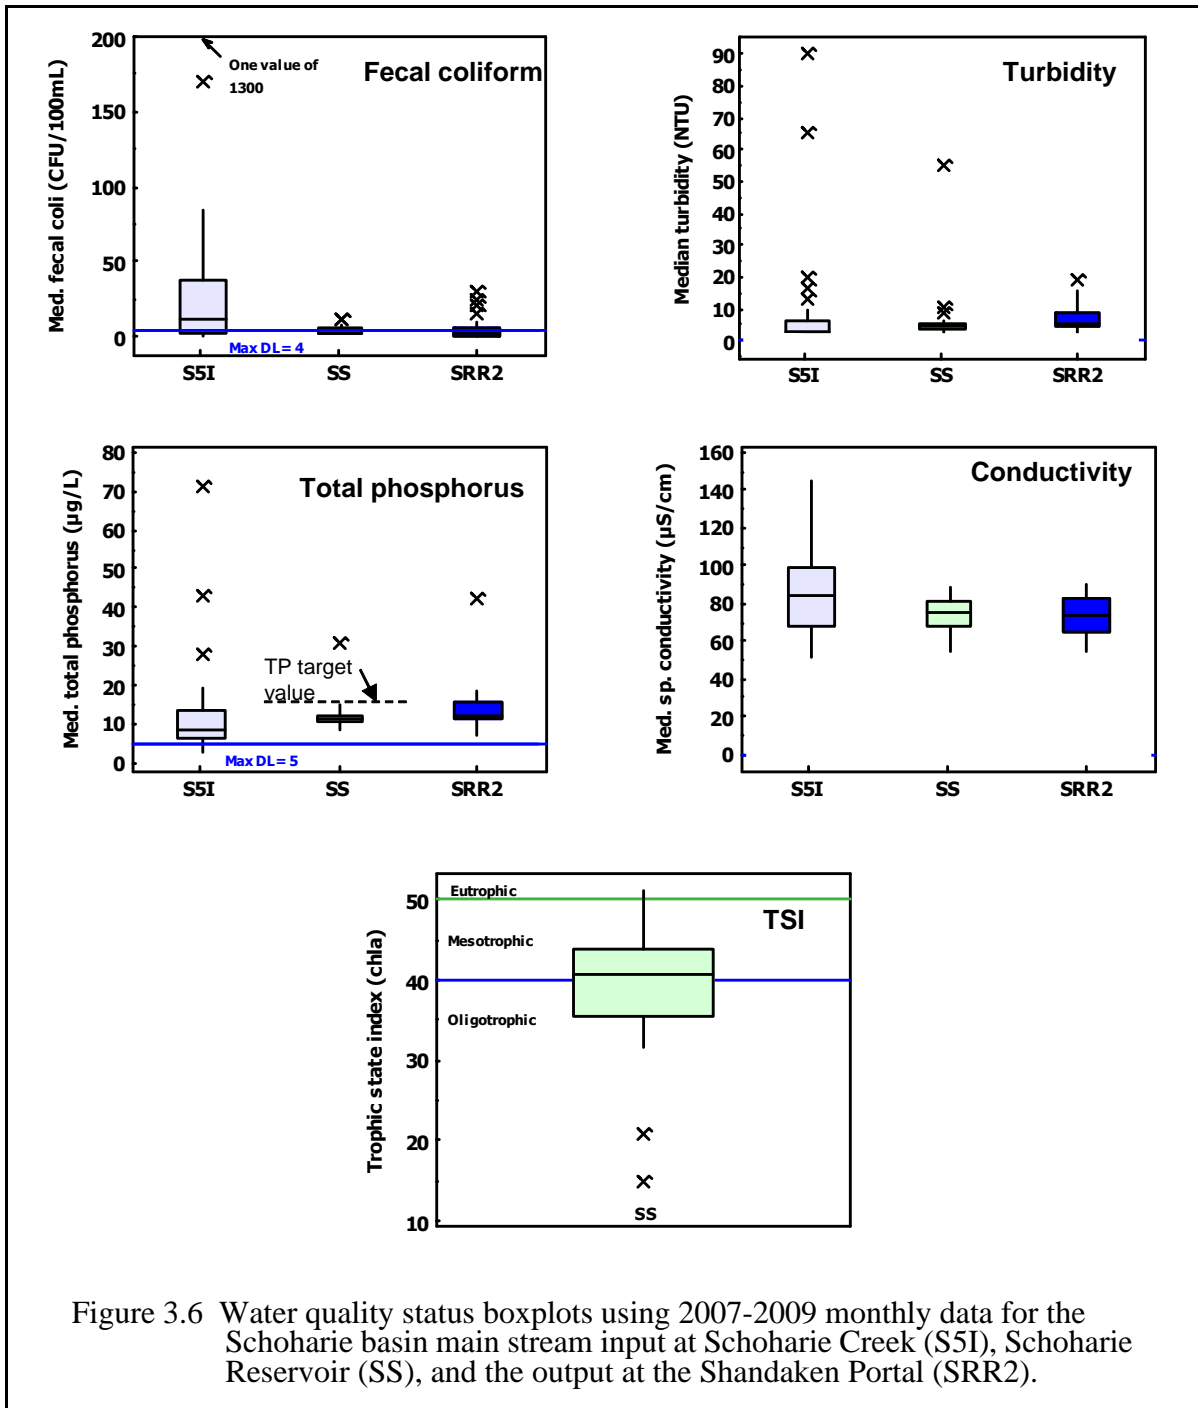 Fecal coliform
Med. fecal coli (CFU/100mL)
200
150
100
50
0
One value of
1300
Max DL= 4
S5I SS SRR2
Turbidity
Median turbidity (NTU)
90
80
70
60
50
40
30
20
10
0
S5I SS SRR2
Total phosphorus
Med. total phosphorus (µg/L)
80
70
60
50
40
30
20
10
0
TP target
value
Max DL= 5
S5I SS SRR2
Conductivity
Med. sp. conductivity (µS/cm)
160
140
120
100
80
60
40
20
0
S5I SS SRR2
TSI
Trophic state index (chla)
50
40
30
20
10
Eutrophic
Mesotrophic
Oligotrophic
SS
Figure 3.6 Water quality status boxplots using 2007-2009 monthly data for the
Schoharie basin main stream input at Schoharie Creek (S5I), Schoharie
Reservoir (SS), and the output at the Shandaken Portal (SRR2).